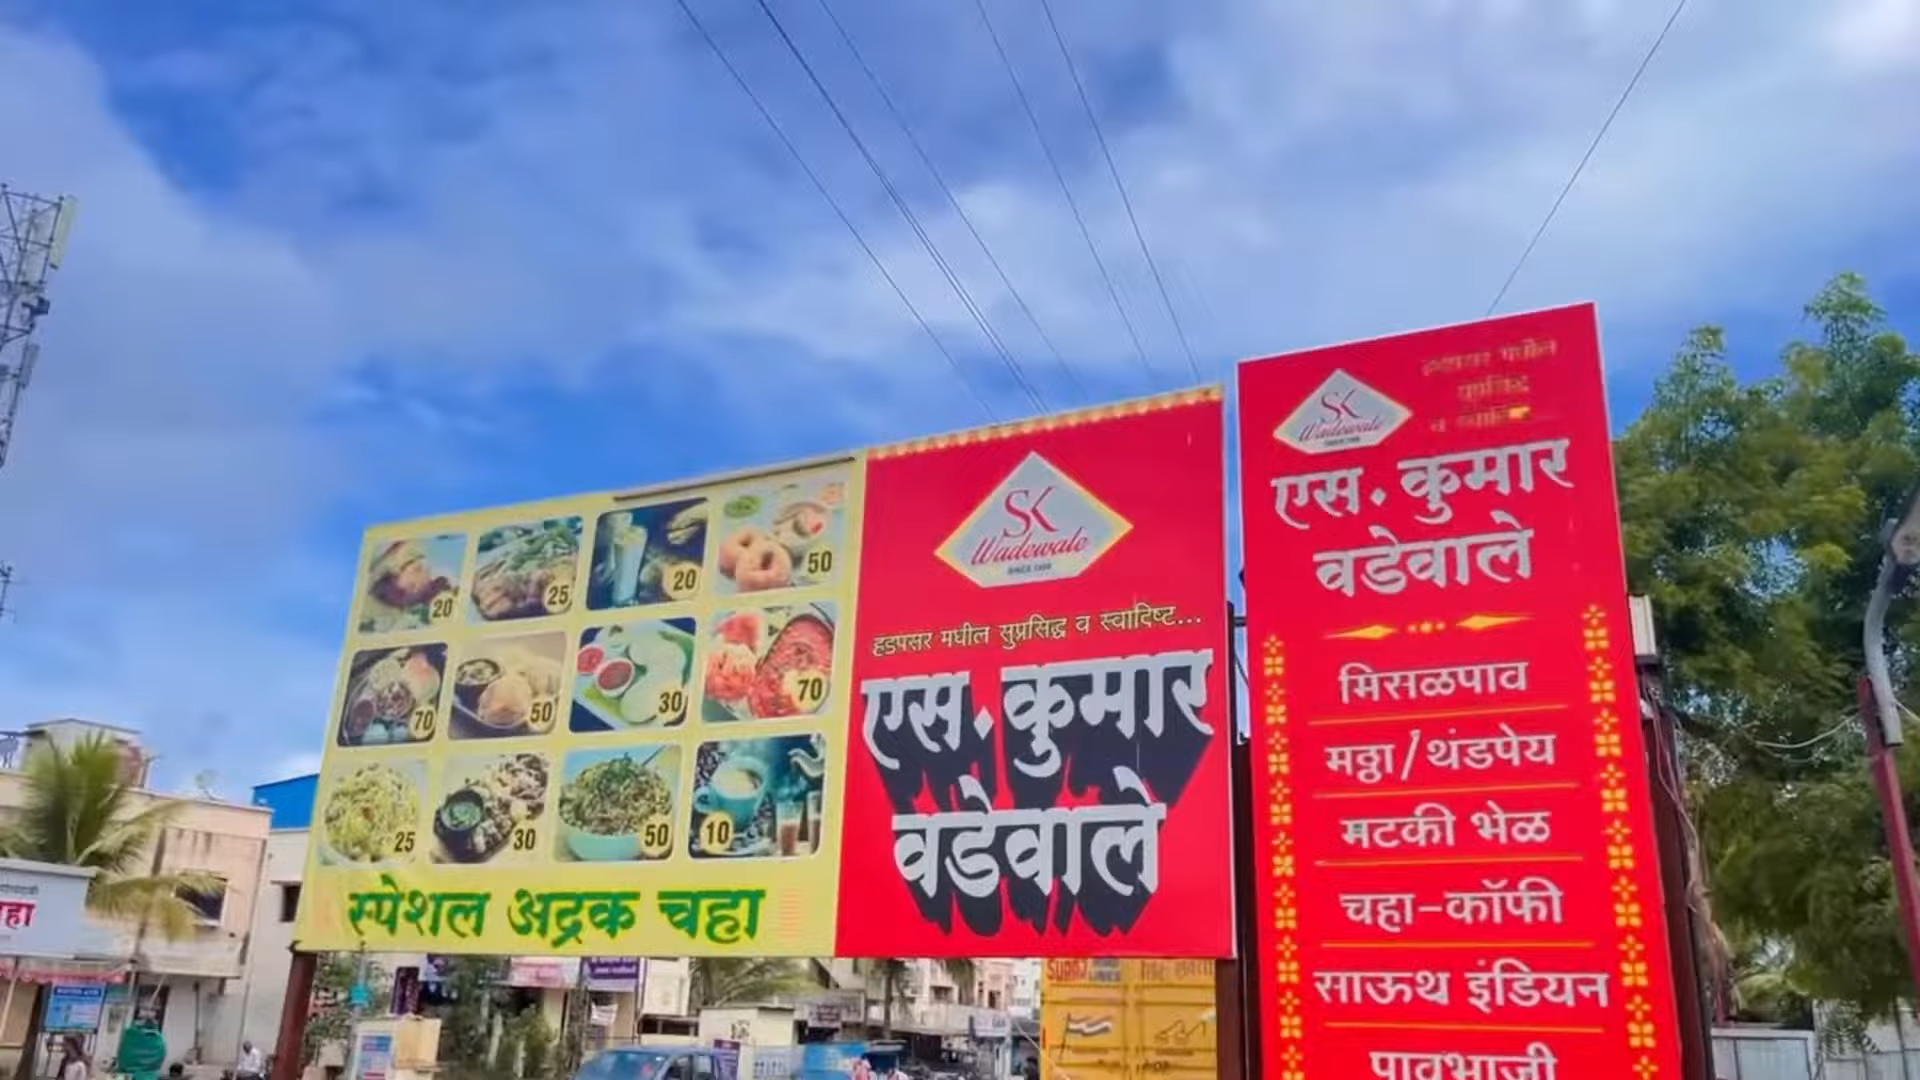 20
25
20
50
70
50
30
70
25
30
50
10
स्पेशल अद्रक चहा
SK
Wadewale
हडपसर मधील सुप्रसिद्ध व स्वादिष्ट...
एस. कुमार
वडेवाले
SK
Wadewale
एस. कुमार
वडेवाले
मिसळपाव
मठ्ठा/थंडपेय
मटकी भेळ
चहा-कॉफी
साऊथ इंडियन
पावभाजी